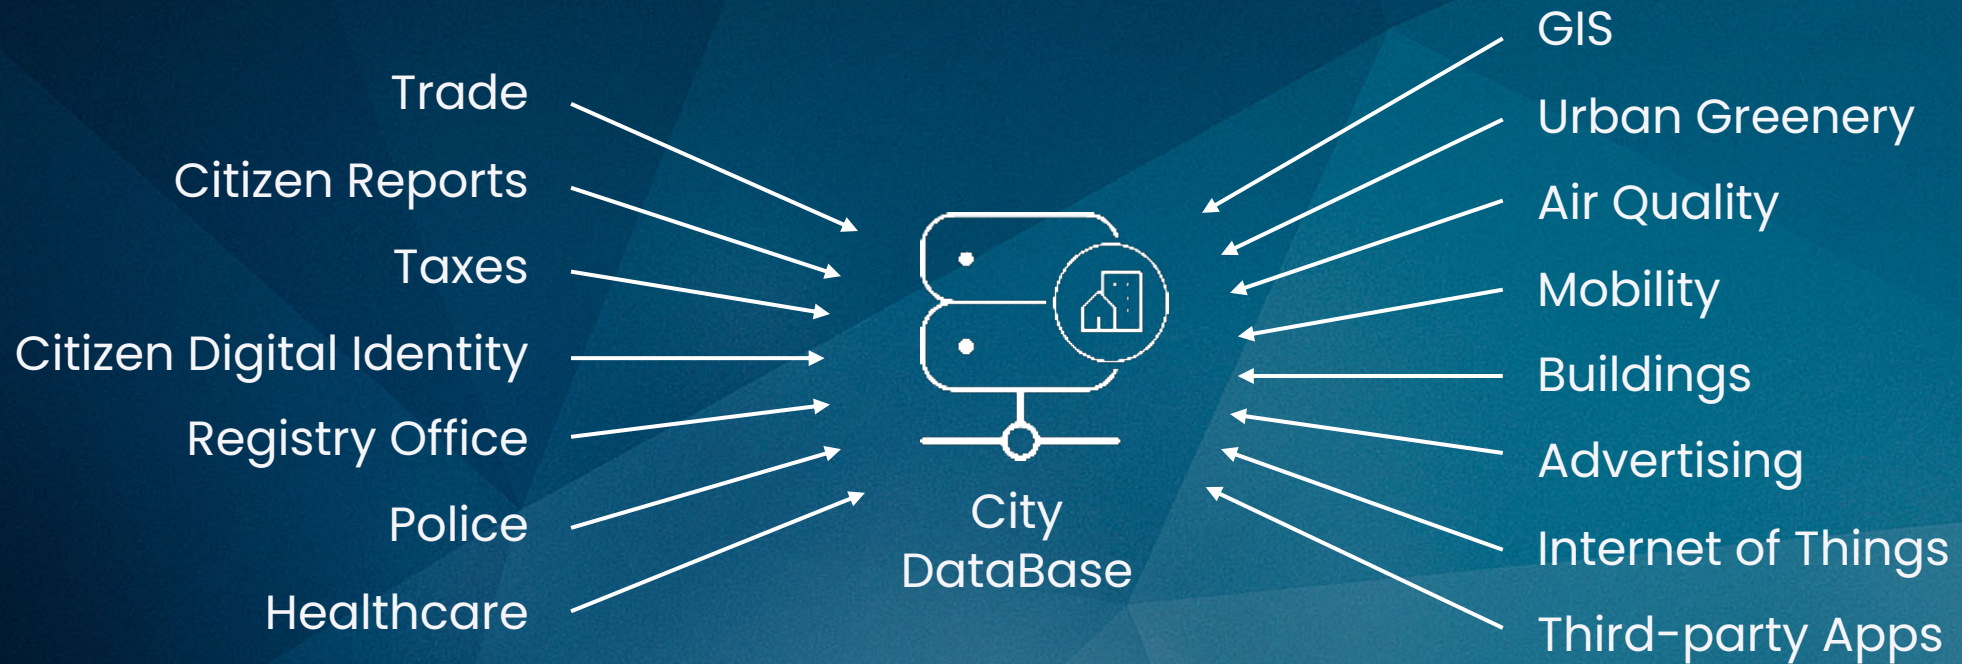 Trade
Citizen Reports
Taxes
Citizen Digital Identity
Registry Office
Police
Healthcare
City
DataBase
GIS
Urban Greenery
Air Quality
Mobility
Buildings
Advertising
Internet of Things
Third-party Apps